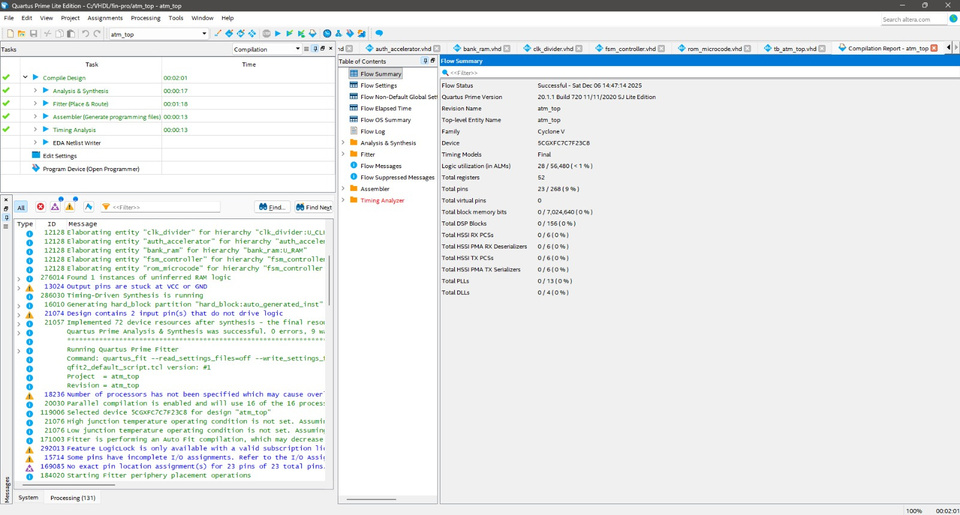 Quartus Prime Lite Edition - C:/VHDL/fin-pro/atm_top - atm_top
File Edit View Project Assignments Processing Tools Window Help
Search altera.com
atm_top
Tasks
Compilation
Task Time
Compile Design 00:02:01
Analysis & Synthesis 00:00:17
Fitter (Place & Route) 00:01:18
Assembler (Generate programming files) 00:00:13
Timing Analysis 00:00:13
EDA Netlist Writer
Edit Settings
Program Device (Open Programmer)
All
<<Filter>>
Find...
Find Next
Type ID Message
12128 Elaborating entity "clk_divider" for hierarchy "clk_divider:U_CL
12128 Elaborating entity "auth_accelerator" for hierarchy "auth_accele
12128 Elaborating entity "bank_ram" for hierarchy "bank_ram:U_RAM"
12128 Elaborating entity "fsm_controller" for hierarchy "fsm_controller
12128 Elaborating entity "rom_microcode" for hierarchy "fsm_controller
276014 Found 1 instances of uninferred RAM logic
13024 Output pins are stuck at VCC or GND
286030 Timing-Driven Synthesis is running
16010 Generating hard_block partition "hard_block:auto_generated_inst"
21074 Design contains 2 input pin(s) that do not drive logic
21057 Implemented 72 device resources after synthesis - the final reso
Quartus Prime Analysis & Synthesis was successful. 0 errors, 9 wa
Running Quartus Prime Fitter
Command: quartus_fit --read_settings_files=off --write_settings_
qfit2_default_script.tcl version: #1
Project = atm_top
Revision = atm_top
18236 Number of processors has not been specified which may cause over
20030 Parallel compilation is enabled and will use 16 of the 16 proces
119006 Selected device 5CGXFC7C7F23C8 for design "atm_top"
21076 High junction temperature operating condition is not set. Assumin
21076 Low junction temperature operating condition is not set. Assuming
171003 Fitter is performing an Auto Fit compilation, which may decrease
292013 Feature LogicLock is only available with a valid subscription lic
15714 Some pins have incomplete I/O assignments. Refer to the I/O Assig
169085 No exact pin location assignment(s) for 23 pins of 23 total pins.
184020 Starting Fitter periphery placement operations
System Processing (131)
Messages
nd auth_accelerator.vhd bank_ram.vhd clk_divider.vhd fsm_controller.vhd rom_microcode.vhd tb_atm_top.vhd Compilation Report - atm_top
Table of Contents
Flow Summary
Flow Settings
Flow Non-Default Global Set
Flow Elapsed Time
Flow OS Summary
Flow Log
Analysis & Synthesis
Fitter
Flow Messages
Flow Suppressed Messages
Assembler
Timing Analyzer
Flow Summary
<<Filter>>
Flow Status Successful - Sat Dec 06 14:47:14 2025
Quartus Prime Version 20.1.1 Build 720 11/11/2020 SJ Lite Edition
Revision Name atm_top
Top-level Entity Name atm_top
Family Cyclone V
Device 5CGXFC7C7F23C8
Timing Models Final
Logic utilization (in ALMs) 28 / 56,480 ( < 1 % )
Total registers 52
Total pins 23 / 268 ( 9 % )
Total virtual pins 0
Total block memory bits 0 / 7,024,640 ( 0 % )
Total DSP Blocks 0 / 156 ( 0 % )
Total HSSI RX PCSs 0 / 6 ( 0 % )
Total HSSI PMA RX Deserializers 0 / 6 ( 0 % )
Total HSSI TX PCSs 0 / 6 ( 0 % )
Total HSSI PMA TX Serializers 0 / 6 ( 0 % )
Total PLLs 0 / 13 ( 0 % )
Total DLLs 0 / 4 ( 0 % )
100% 00:02:01